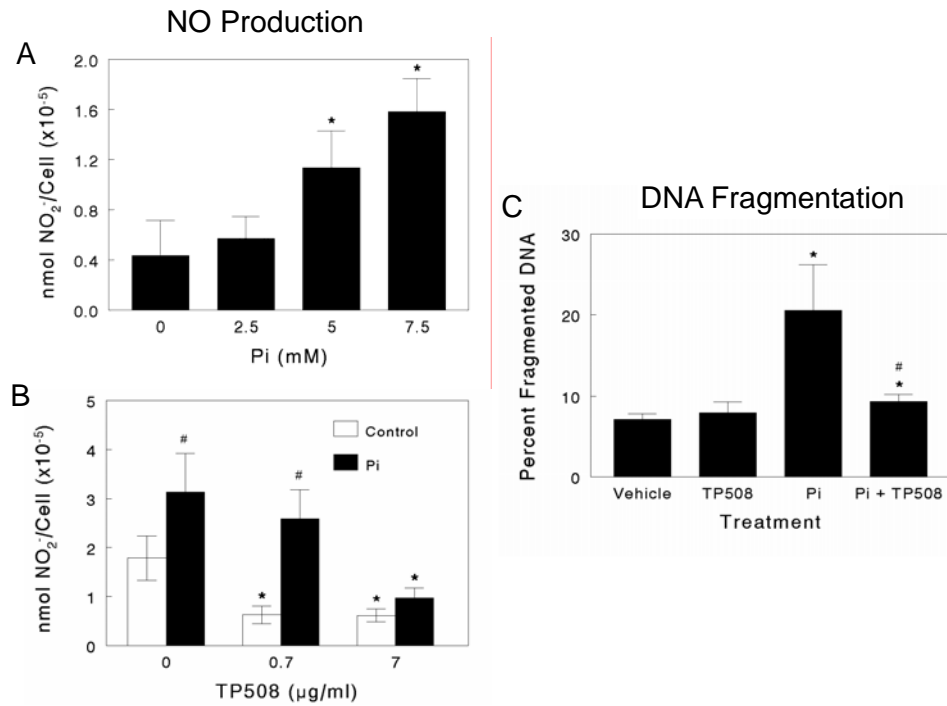 NO Production
A
nmol NO₂⁻/Cell (x10⁻⁵)
2.0
1.6
1.2
0.8
0.4
0.0
*
*
0 2.5 5 7.5
Pi (mM)
B
nmol NO₂⁻/Cell (x10⁻⁵)
5
4
3
2
1
0
Control
Pi
#
#
*
*
*
0 0.7 7
TP508 (µg/ml)
C
DNA Fragmentation
Percent Fragmented DNA
30
20
10
0
*
#
*
Vehicle TP508 Pi Pi + TP508
Treatment